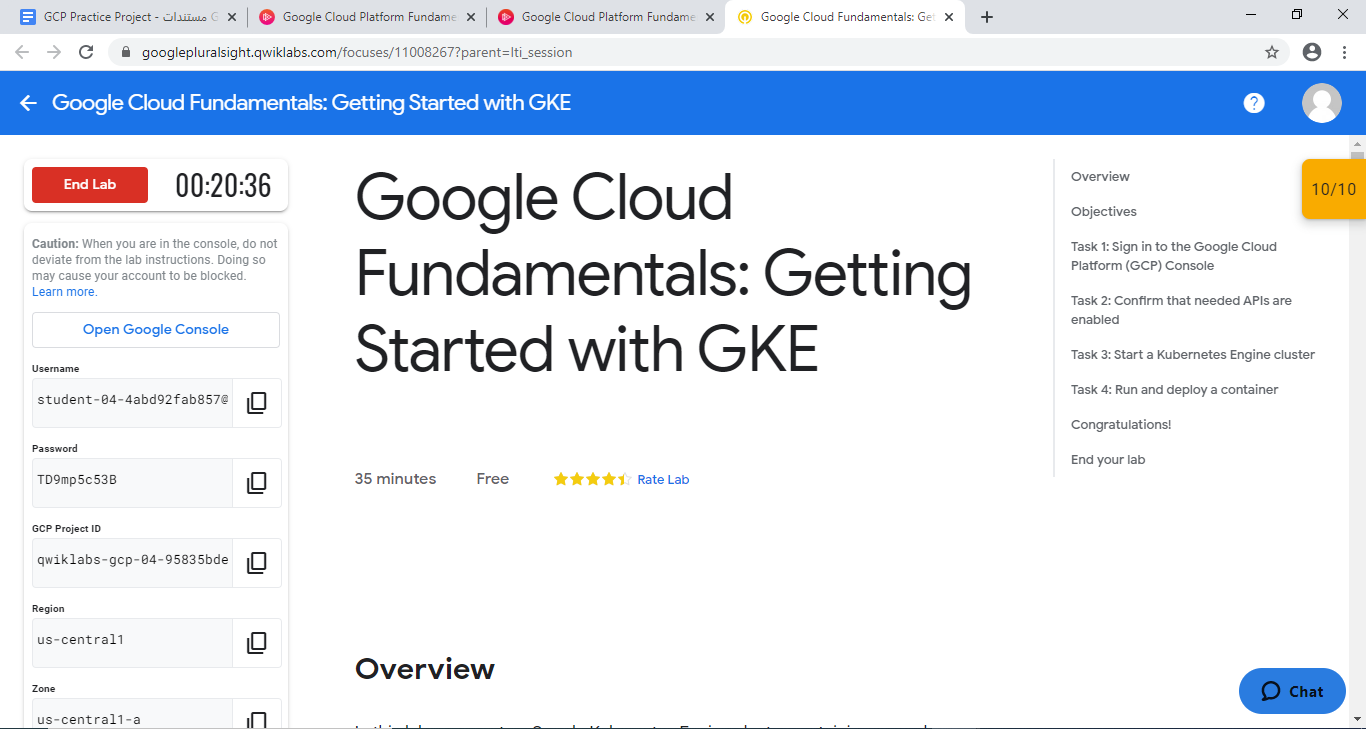 GCP Practice Project - مستندات G
Google Cloud Platform Fundame
Google Cloud Platform Fundame
Google Cloud Fundamentals: Get
googlepluralsight.qwiklabs.com/focuses/11008267?parent=lti_session
Google Cloud Fundamentals: Getting Started with GKE
?
End Lab
00:20:36
Caution: When you are in the console, do not
deviate from the lab instructions. Doing so
may cause your account to be blocked.
Learn more.
Open Google Console
Username
student-04-4abd92fab857@
Password
TD9mp5c53B
GCP Project ID
qwiklabs-gcp-04-95835bde
Region
us-central1
Zone
us-central1-a
Google Cloud
Fundamentals: Getting
Started with GKE
35 minutes
Free
Rate Lab
Overview
Overview
Objectives
Task 1: Sign in to the Google Cloud
Platform (GCP) Console
Task 2: Confirm that needed APIs are
enabled
Task 3: Start a Kubernetes Engine cluster
Task 4: Run and deploy a container
Congratulations!
End your lab
10/10
Chat